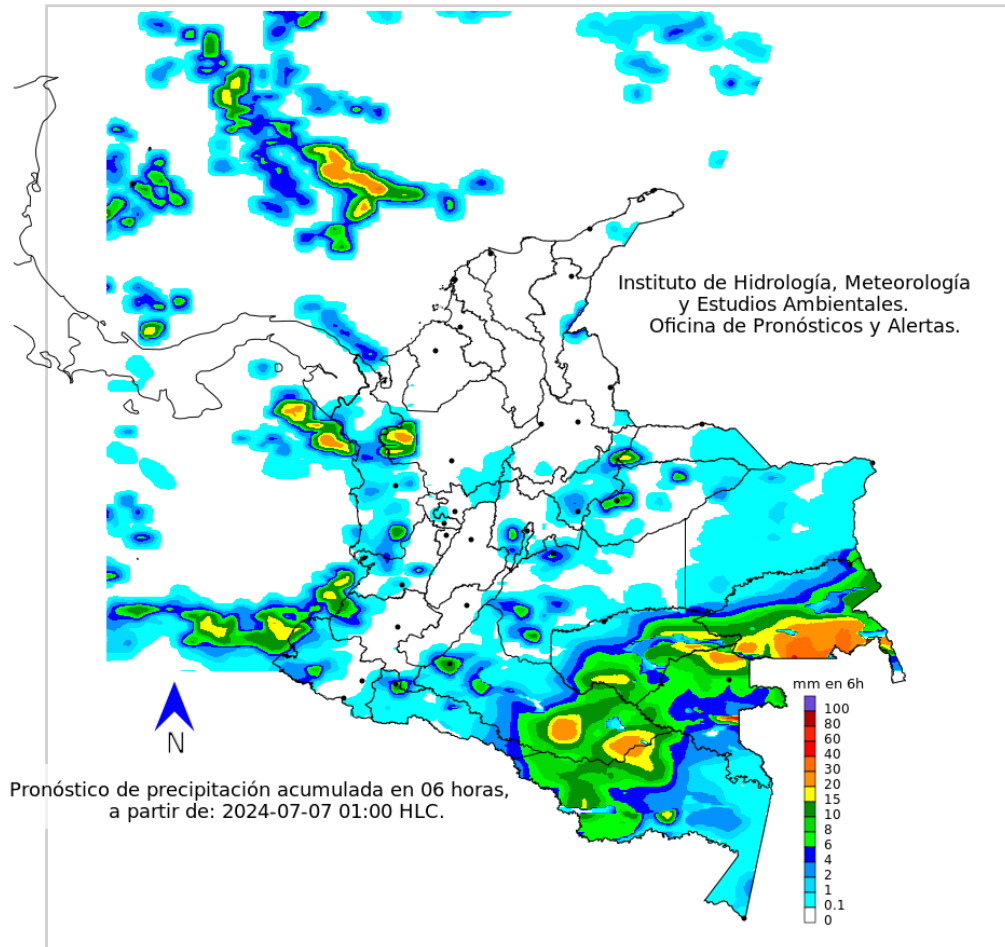 Instituto de Hidrología, Meteorología
y Estudios Ambientales.
Oficina de Pronósticos y Alertas.
mm en 6h
100
80
60
40
30
20
15
10
8
6
4
2
1
0.1
0
N
Pronóstico de precipitación acumulada en 06 horas,
a partir de: 2024-07-07 01:00 HLC.